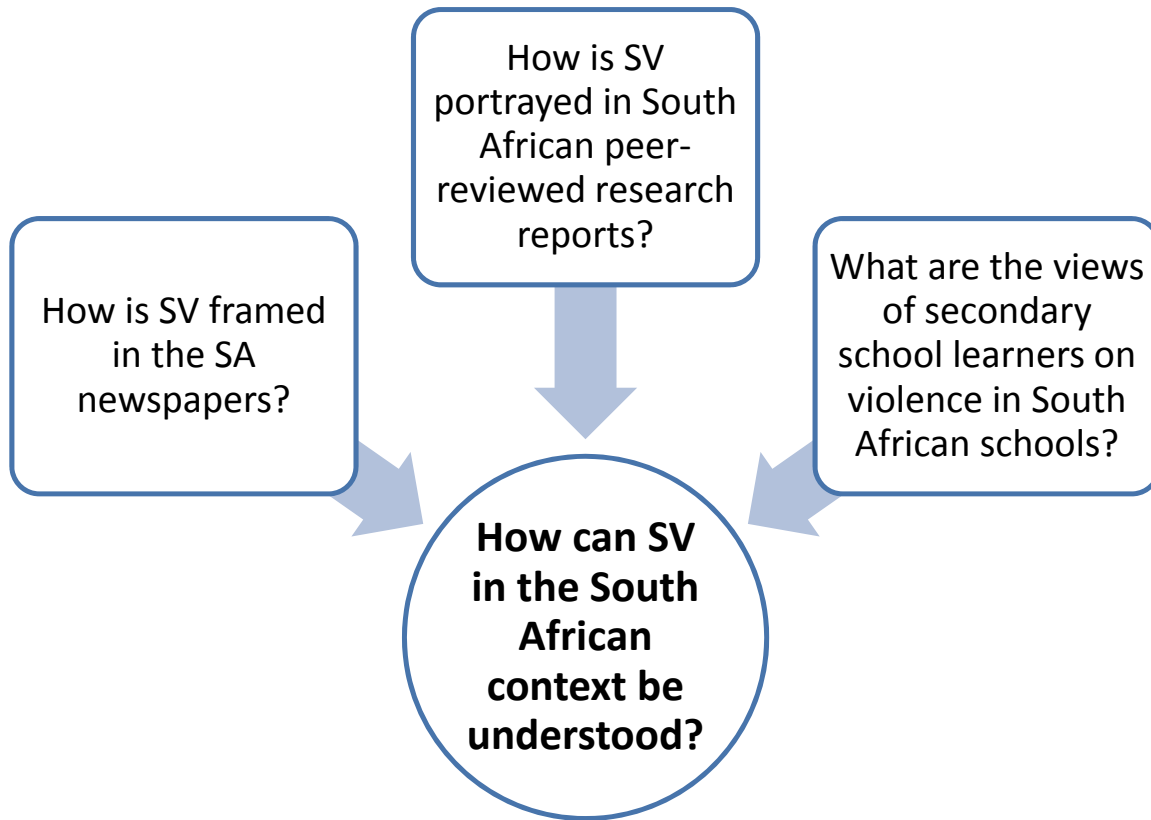 How is SV
portrayed in South
African peer-
reviewed research
reports?
How is SV framed
in the SA
newspapers?
What are the views
of secondary
school learners on
violence in South
African schools?
How can SV
in the South
African
context be
understood?